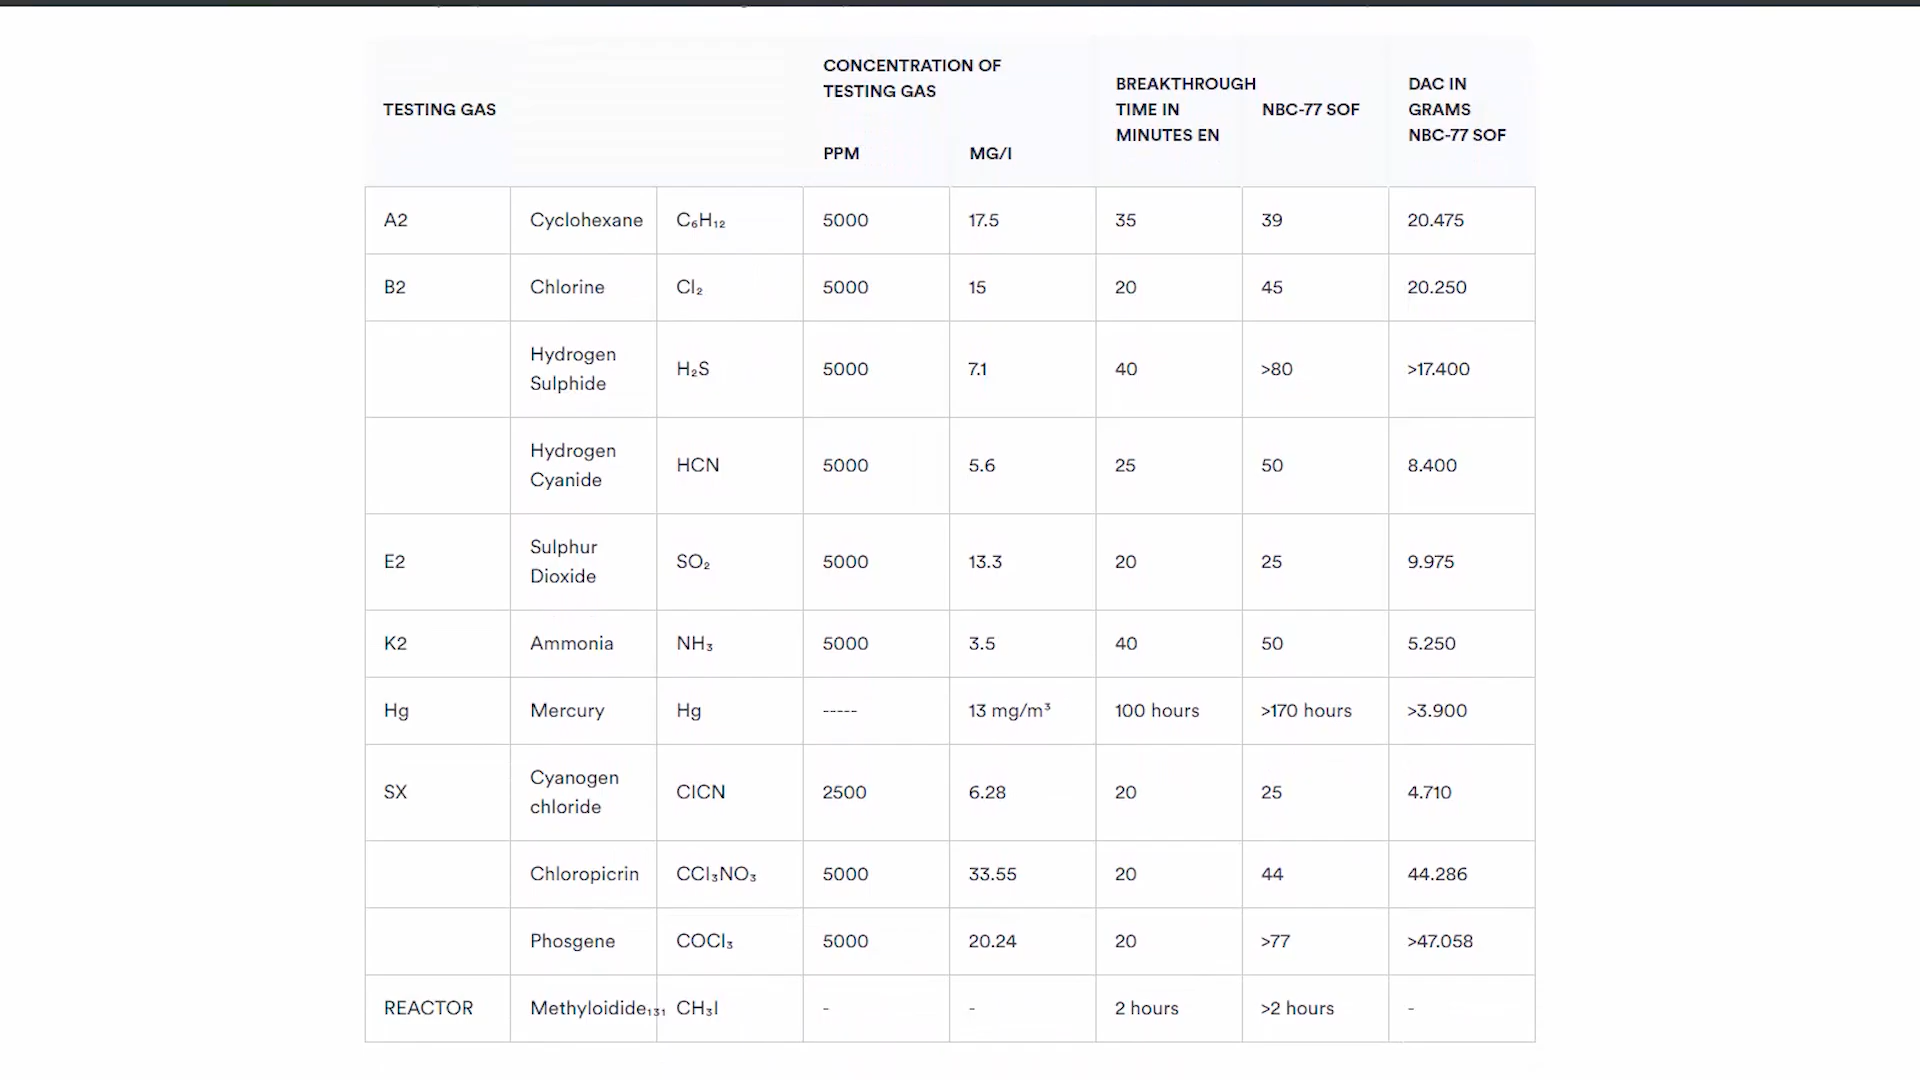 CONCENTRATION OF
TESTING GAS
BREAKTHROUGH
TIME IN
MINUTES EN
DAC IN
GRAMS
NBC-77 SOF
TESTING GAS
NBC-77 SOF
PPM MG/I
A2 Cyclohexane C₆H₁₂ 5000 17.5 35 39 20.475
B2 Chlorine Cl₂ 5000 15 20 45 20.250
Hydrogen
Sulphide H₂S 5000 7.1 40 >80 >17.400
Hydrogen
Cyanide HCN 5000 5.6 25 50 8.400
E2 Sulphur
Dioxide SO₂ 5000 13.3 20 25 9.975
K2 Ammonia NH₃ 5000 3.5 40 50 5.250
Hg Mercury Hg ----- 13 mg/m³ 100 hours >170 hours >3.900
SX Cyanogen
chloride ClCN 2500 6.28 20 25 4.710
Chloropicrin CCl₃NO₃ 5000 33.55 20 44 44.286
Phosgene COCl₃ 5000 20.24 20 >77 >47.058
REACTOR Methyloidide₁₃₁ CH₃I - - 2 hours >2 hours -